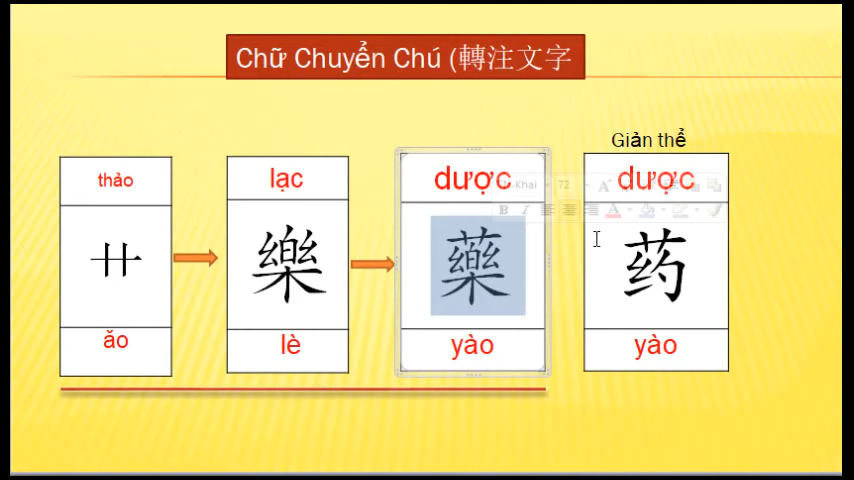 Chữ Chuyển Chú (轉注文字
Giản thể
thảo
lạc
dược
dược
艹
樂
藥
药
ǎo
lè
yào
yào
72
B I